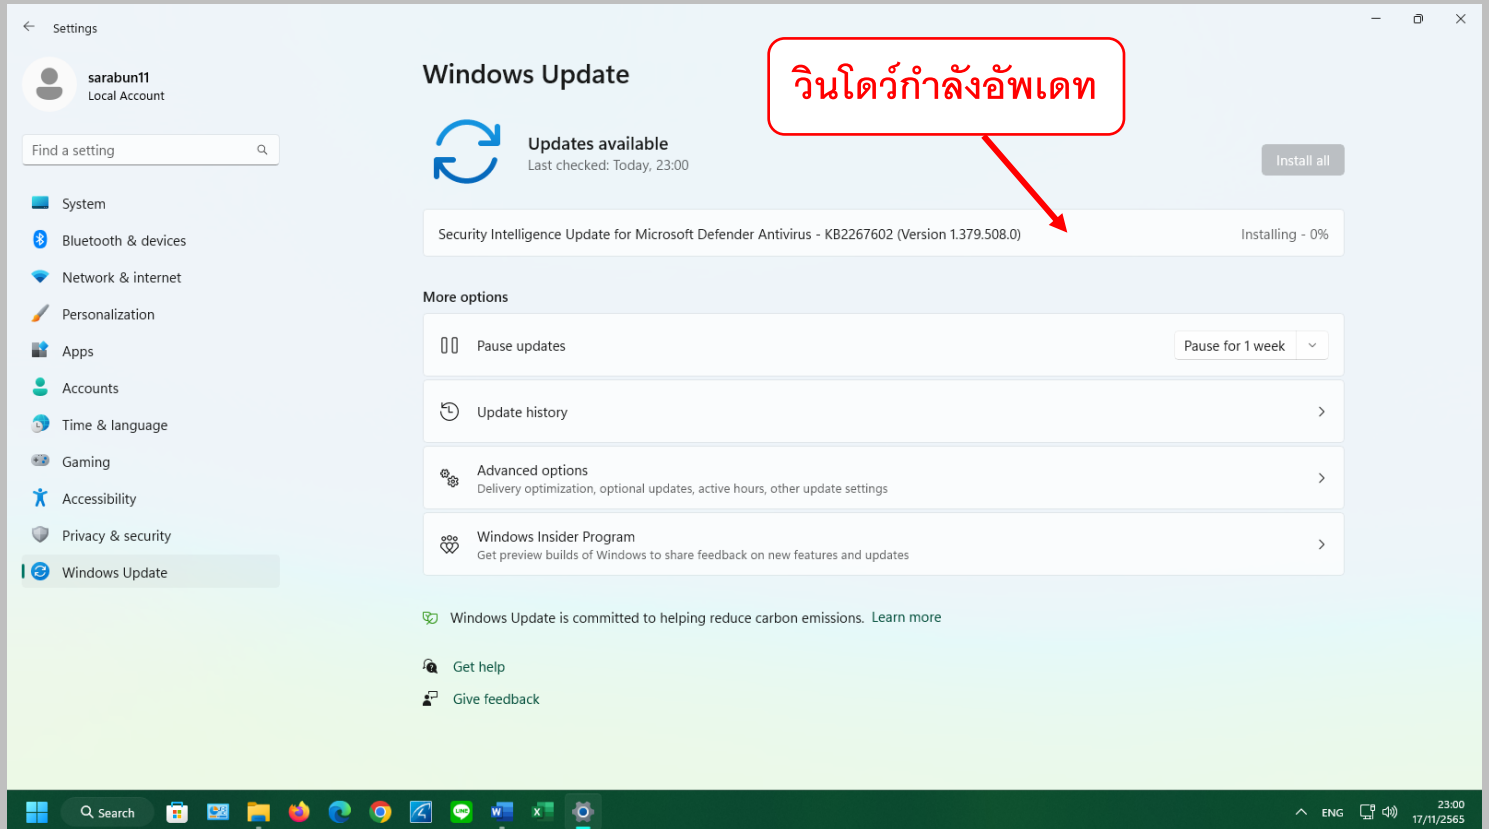 Settings
sarabun11
Local Account
Find a setting
System
Bluetooth & devices
Network & internet
Personalization
Apps
Accounts
Time & language
Gaming
Accessibility
Privacy & security
Windows Update
Windows Update
วินโดว์กำลังอัพเดท
Updates available
Last checked: Today, 23:00
Install all
Security Intelligence Update for Microsoft Defender Antivirus - KB2267602 (Version 1.379.508.0)
Installing - 0%
More options
Pause updates
Pause for 1 week
Update history
Advanced options
Delivery optimization, optional updates, active hours, other update settings
Windows Insider Program
Get preview builds of Windows to share feedback on new features and updates
Windows Update is committed to helping reduce carbon emissions. Learn more
Get help
Give feedback
Search
LINE
ENG
23:00
17/11/2565